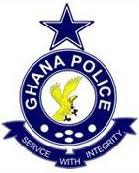 GHANA POLICE
SERVICE WITH INTEGRITY